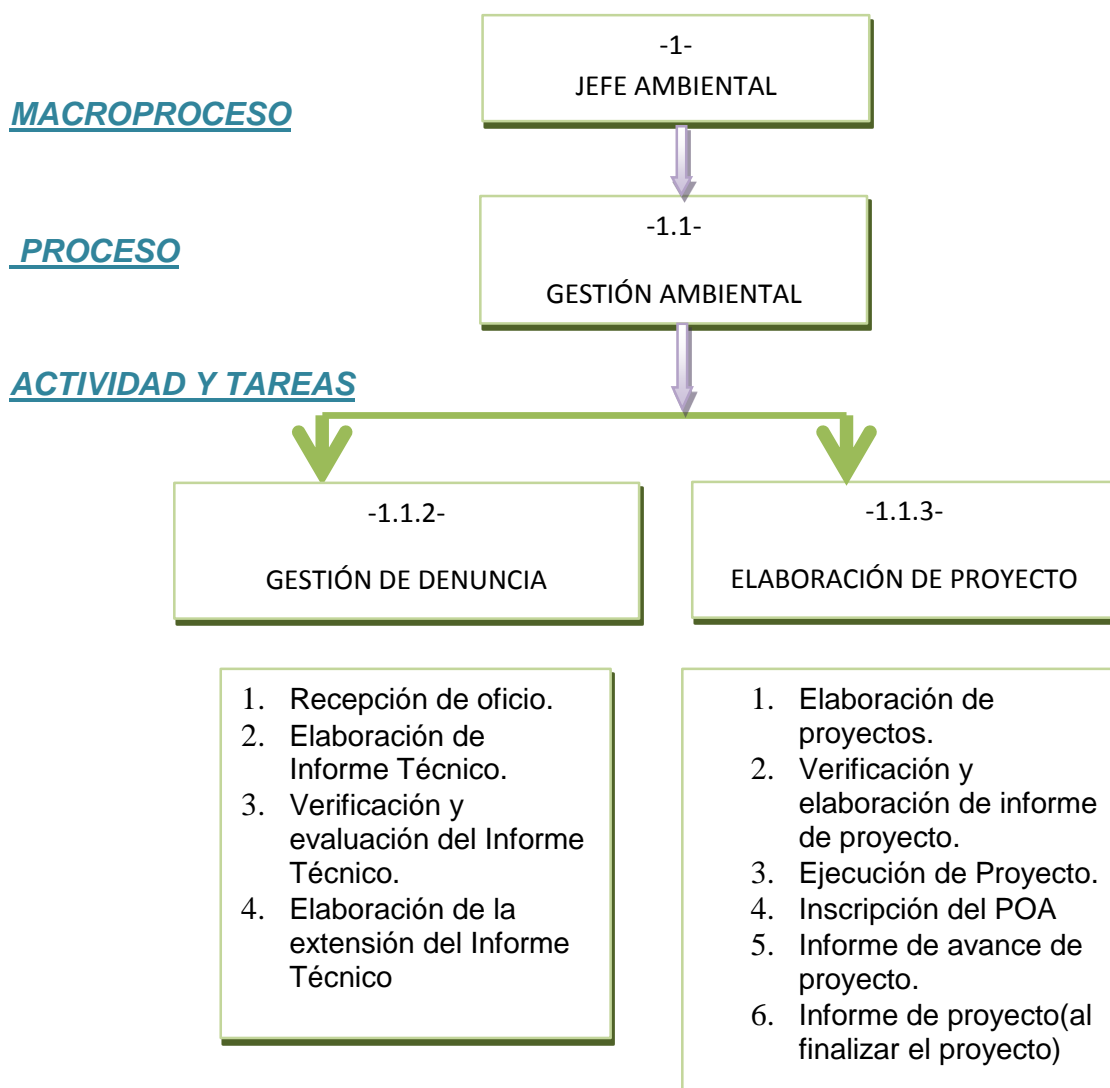 -1-
JEFE AMBIENTAL
MACROPROCESO
-1.1-
PROCESO
GESTIÓN AMBIENTAL
ACTIVIDAD Y TAREAS
-1.1.2-
GESTIÓN DE DENUNCIA
-1.1.3-
ELABORACIÓN DE PROYECTO
1. Recepción de oficio.
2. Elaboración de
Informe Técnico.
3. Verificación y
evaluación del Informe
Técnico.
4. Elaboración de la
extensión del Informe
Técnico
1. Elaboración de
proyectos.
2. Verificación y
elaboración de informe
de proyecto.
3. Ejecución de Proyecto.
4. Inscripción del POA
5. Informe de avance de
proyecto.
6. Informe de proyecto(al
finalizar el proyecto)